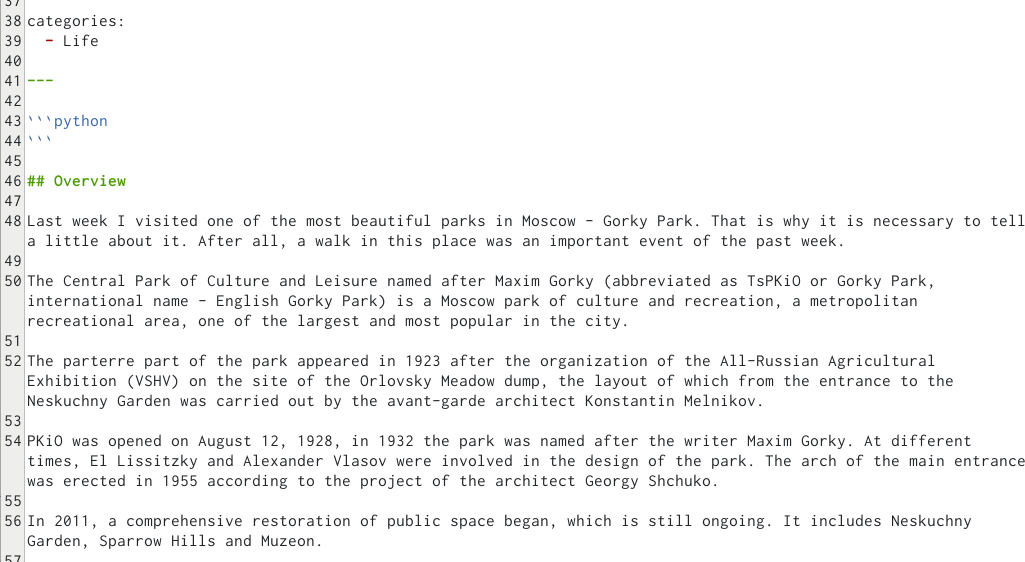 37
38 categories:
39   - Life
40
41 ---
42
43 ```python
44 ```
45
46 ## Overview
47
48 Last week I visited one of the most beautiful parks in Moscow - Gorky Park. That is why it is necessary to tell
a little about it. After all, a walk in this place was an important event of the past week.
49
50 The Central Park of Culture and Leisure named after Maxim Gorky (abbreviated as TsPKiO or Gorky Park,
international name - English Gorky Park) is a Moscow park of culture and recreation, a metropolitan
recreational area, one of the largest and most popular in the city.
51
52 The parterre part of the park appeared in 1923 after the organization of the All-Russian Agricultural
Exhibition (VSHV) on the site of the Orlovsky Meadow dump, the layout of which from the entrance to the
Neskuchny Garden was carried out by the avant-garde architect Konstantin Melnikov.
53
54 PKiO was opened on August 12, 1928, in 1932 the park was named after the writer Maxim Gorky. At different
times, El Lissitzky and Alexander Vlasov were involved in the design of the park. The arch of the main entrance
was erected in 1955 according to the project of the architect Georgy Shchuko.
55
56 In 2011, a comprehensive restoration of public space began, which is still ongoing. It includes Neskuchny
Garden, Sparrow Hills and Muzeon.
57